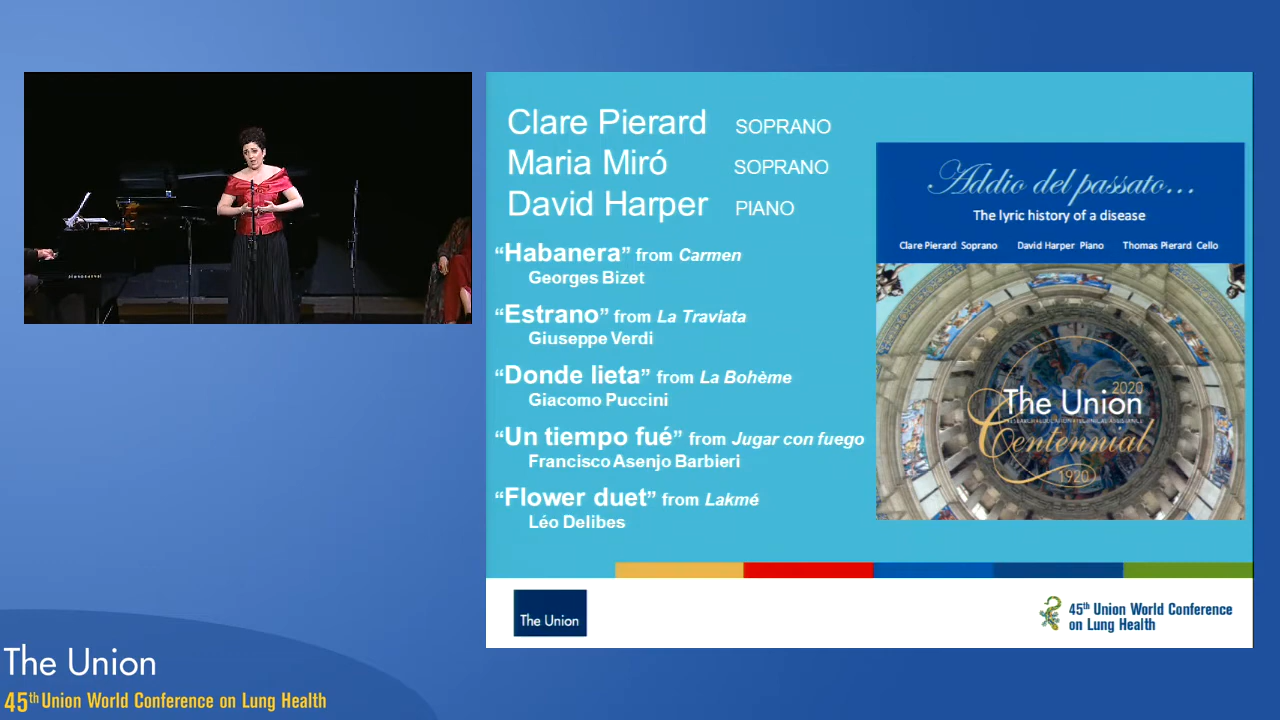 Clare Pierard SOPRANO
Maria Miró SOPRANO
David Harper PIANO
“Habanera” from Carmen
Georges Bizet
“Estrano” from La Traviata
Giuseppe Verdi
“Donde lieta” from La Bohème
Giacomo Puccini
“Un tiempo fué” from Jugar con fuego
Francisco Asenjo Barbieri
“Flower duet” from Lakmé
Léo Delibes
Addio del passato...
The lyric history of a disease
Clare Pierard Soprano David Harper Piano Thomas Pierard Cello
2020
The Union
Centennial
1920
The Union
45th Union World Conference
on Lung Health
The Union
45th Union World Conference on Lung Health